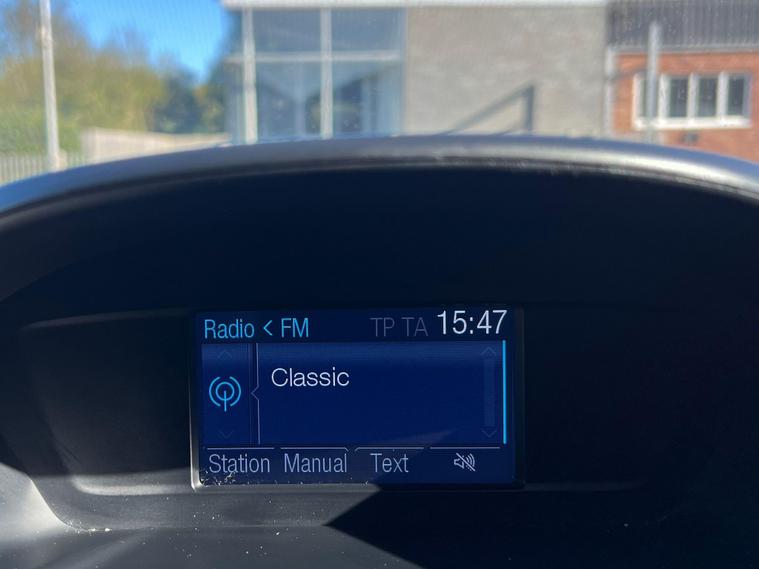 Radio < FM TP TA 15:47
Classic
Station Manual Text